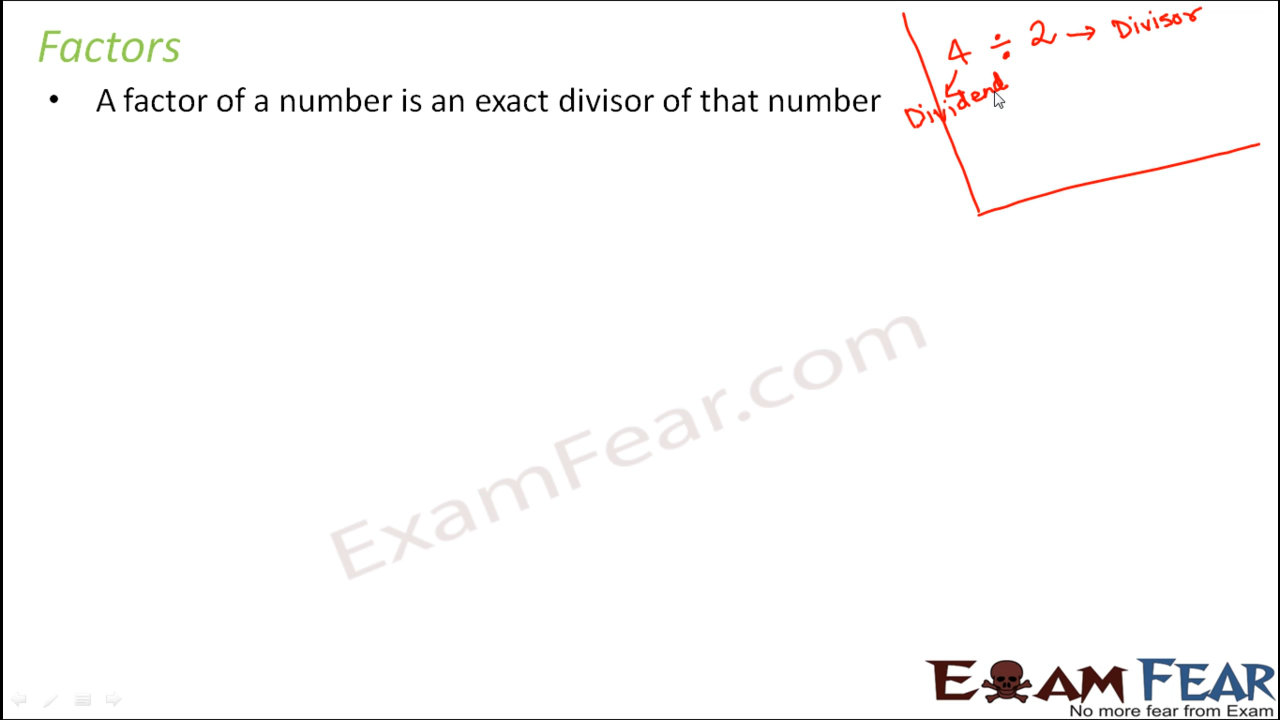 Factors
• A factor of a number is an exact divisor of that number
4 ÷ 2 → Divisor
Dividend
ExamFear.com
EXAM FEAR
No more fear from Exam